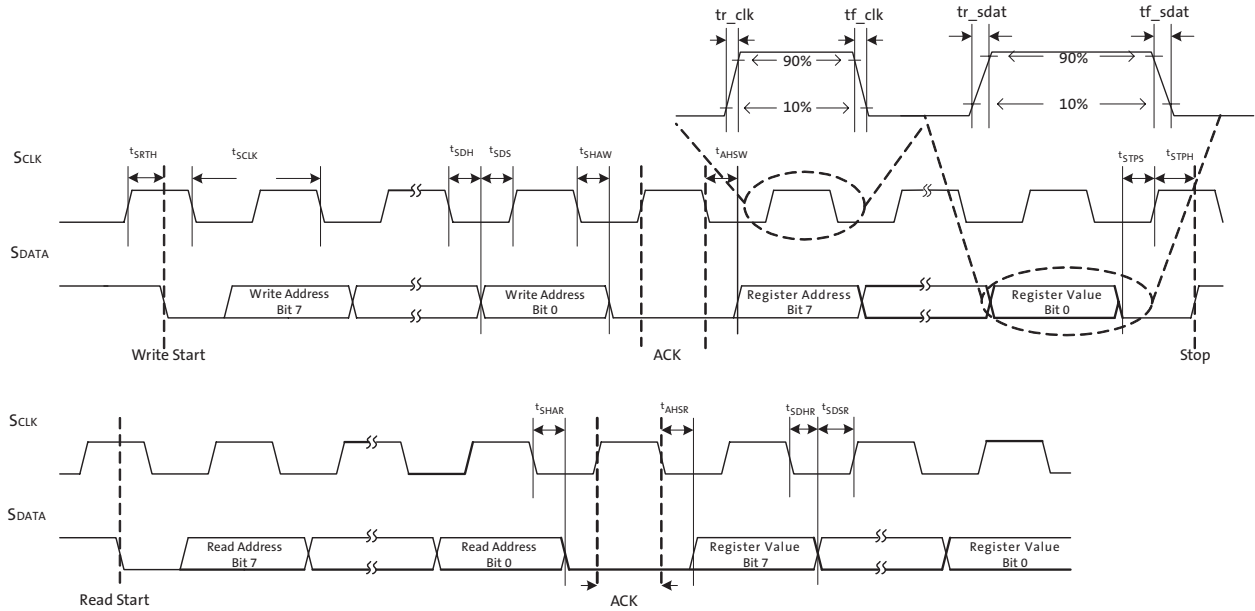 tr_clk tf_clk tr_sdat tf_sdat
90% 90%
10% 10%
SCLK tSRTH tSCLK tSDH tSDS tSHAW tAHSW tSTPS tSTPH
SDATA
Write Address Bit 7
Write Address Bit 0
Register Address Bit 7
Register Value Bit 0
Write Start ACK Stop
SCLK tSHAR tAHSR tSDHR tSDSR
SDATA
Read Address Bit 7
Read Address Bit 0
Register Value Bit 7
Register Value Bit 0
Read Start ACK